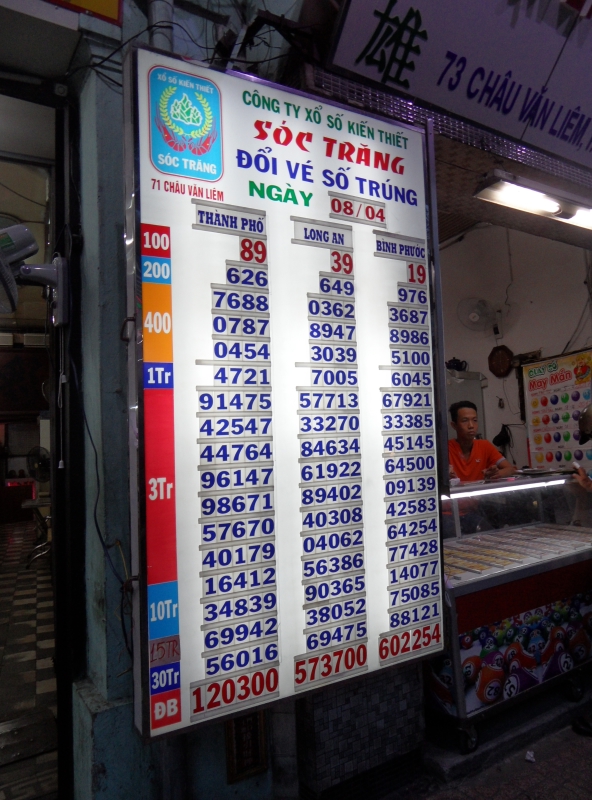 XỔ SỐ KIẾN THIẾT
SÓC TRĂNG
CÔNG TY XỔ SỐ KIẾN THIẾT
SÓC TRĂNG
ĐỔI VÉ SỐ TRÚNG
71 CHÂU VĂN LIÊM
NGÀY 08/04
THÀNH PHỐ LONG AN BÌNH PHƯỚC
100 89 39 19
200 626 649 976
7688 0362 3687
400 0787 8947 8986
0454 3039 5100
1Tr 4721 7005 6045
91475 57713 67921
42547 33270 33385
44764 84634 45145
96147 61922 64500
3Tr 98671 89402 09139
57670 40308 42583
40179 04062 64254
16412 56386 77428
10Tr 34839 90365 14077
69942 38052 75085
15TR
30Tr 56016 69475 88121
ĐB 120300 573700 602254
雄
73 CHÂU VĂN LIÊM,
May Mắn